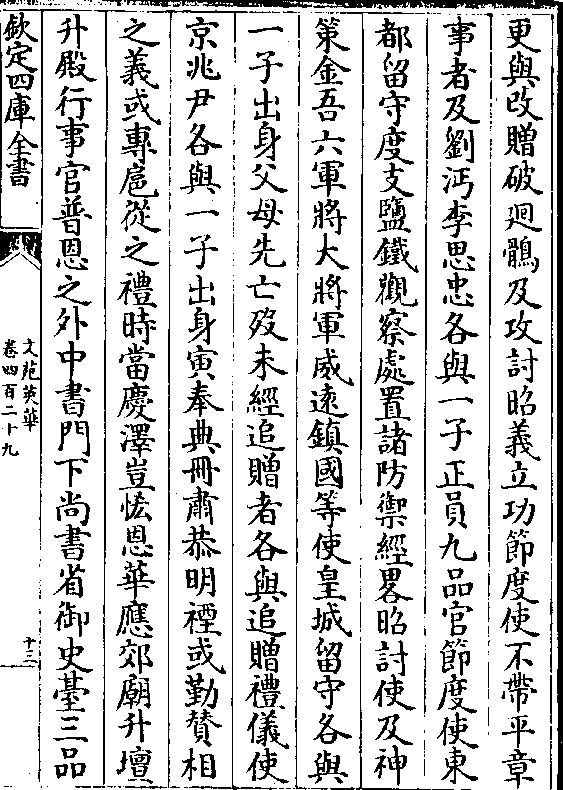 更與改贈破迴鶻及攻討昭義立功節度使不帶平章
事者及劉沔李思忠各與一子正員九品官節度使東
都留守度支鹽鐵觀察處置諸防禦經畧昭討使及神
策金吾六軍將大將軍威遠鎮國等使皇城留守各與
一子出身父母先亡歿未經追贈者各與追贈禮儀使
京兆尹各與一子出身寅奉典冊肅恭明禋或勤贊相
之義或專扈從之禮時當慶澤豈恡恩華應郊廟升壇
升殿行事官普恩之外中書門下尚書省御史臺三品
欽定四庫全書
文苑英華
卷四百二十九
十三